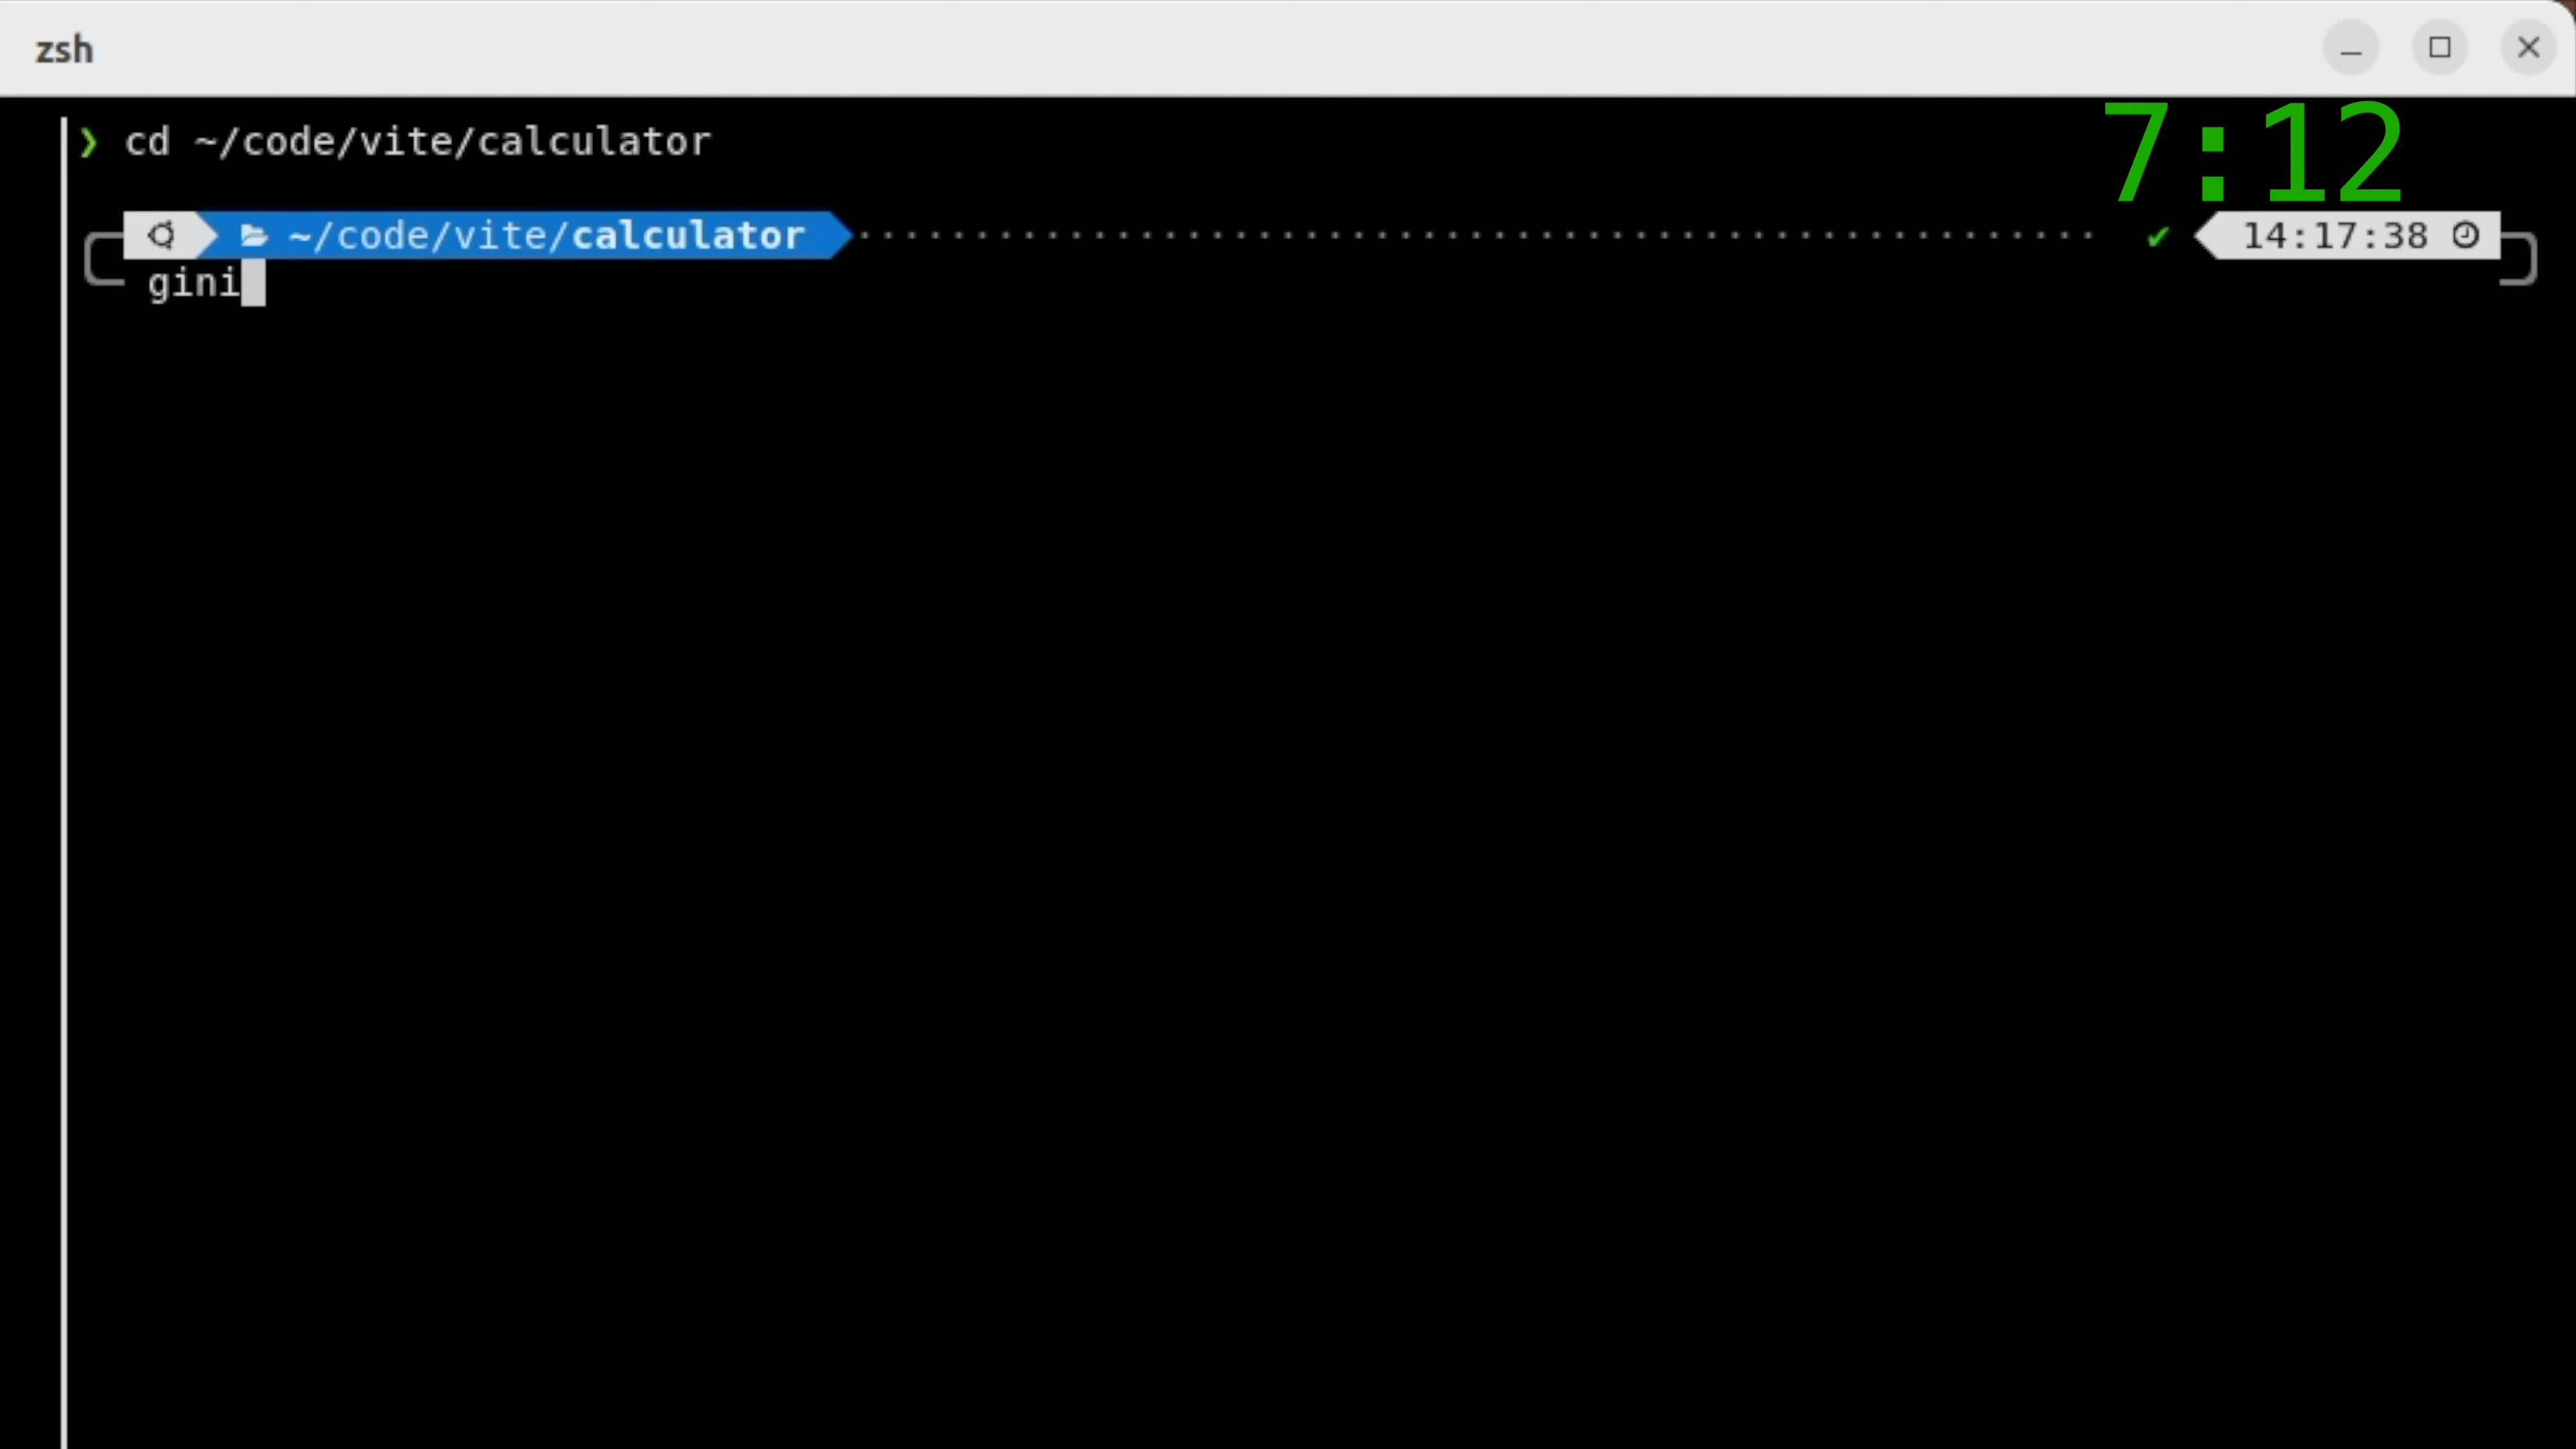 zsh
7:12
❯ cd ~/code/vite/calculator
~/code/vite/calculator ✔ 14:17:38
gini